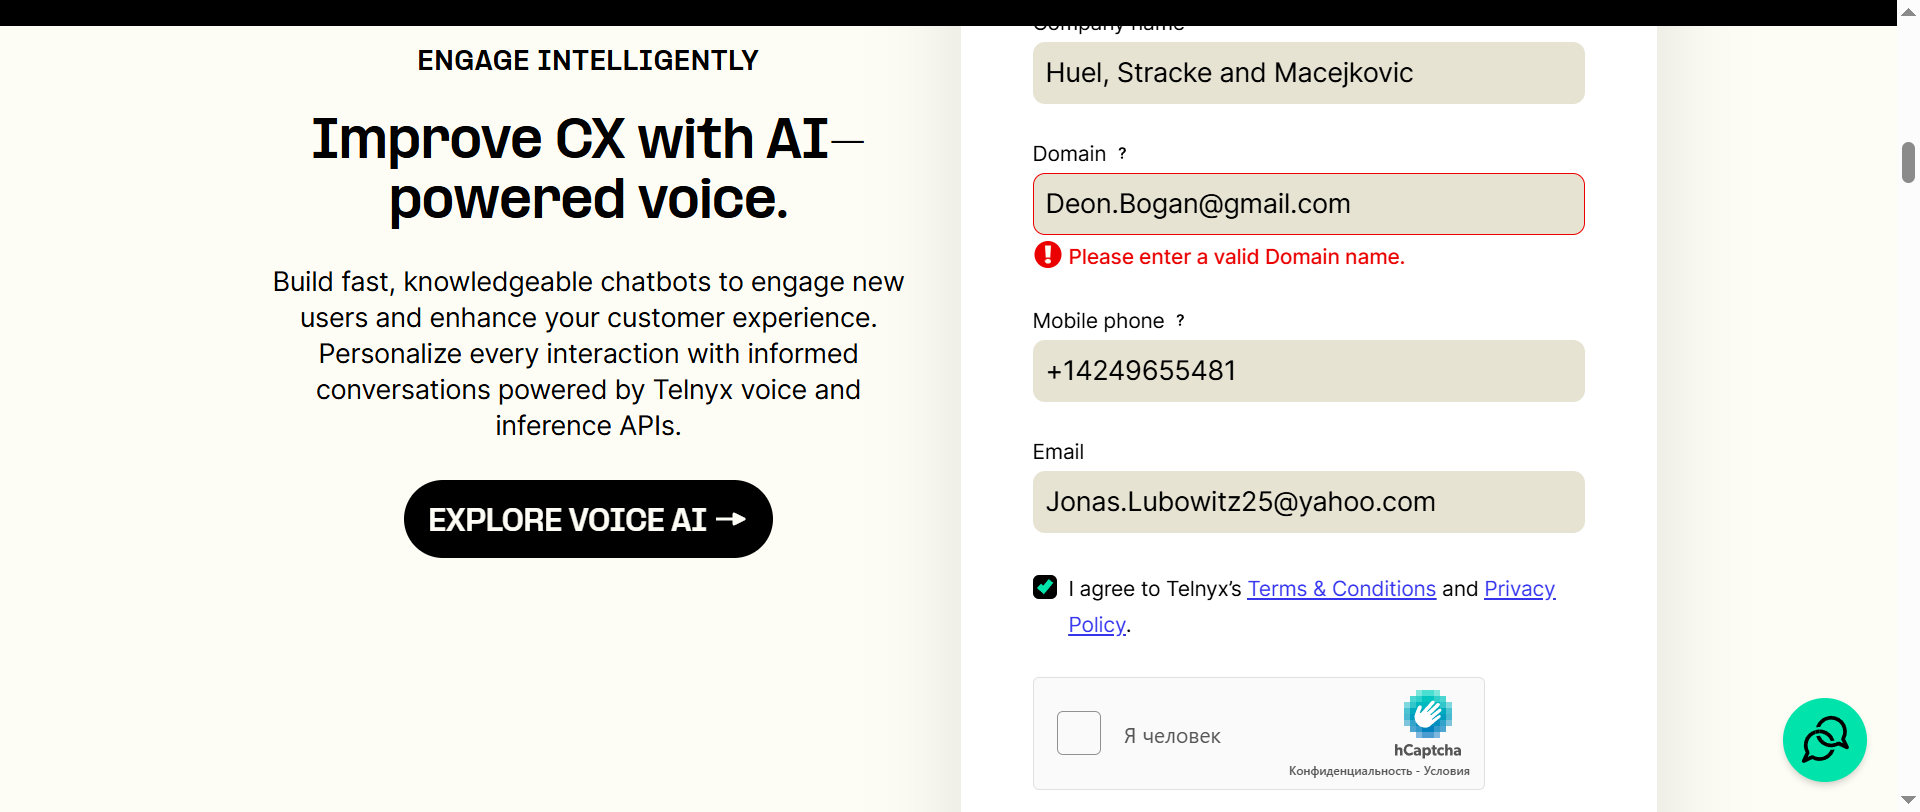 ENGAGE INTELLIGENTLY
Improve CX with AI—
powered voice.
Build fast, knowledgeable chatbots to engage new
users and enhance your customer experience.
Personalize every interaction with informed
conversations powered by Telnyx voice and
inference APIs.
EXPLORE VOICE AI →
Company name
Huel, Stracke and Macejkovic
Domain ?
Deon.Bogan@gmail.com
Please enter a valid Domain name.
Mobile phone ?
+14249655481
Email
Jonas.Lubowitz25@yahoo.com
I agree to Telnyx’s Terms & Conditions and Privacy
Policy.
Я человек
hCaptcha
Конфиденциальность - Условия